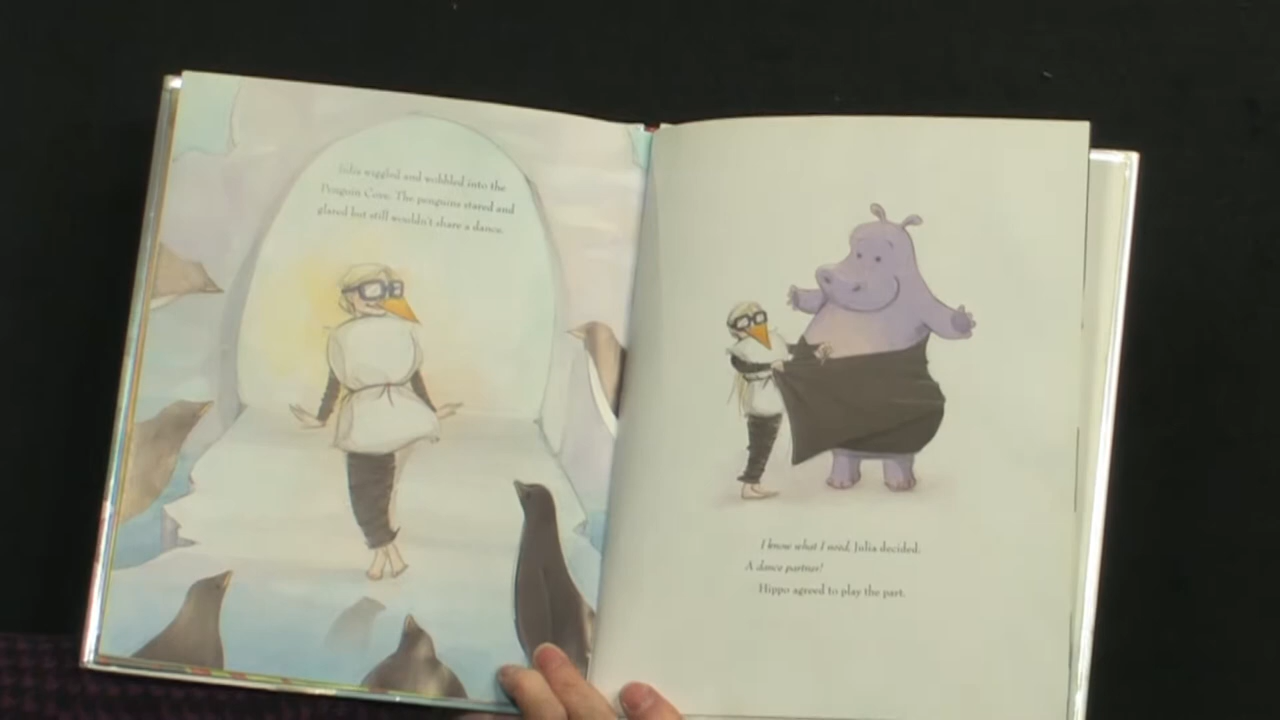 Julia wiggled and wobbled into the
Penguin Cove. The penguins stared and
glared but still wouldn't share a dance.
I know what I need, Julia decided.
A dance partner!
Hippo agreed to play the part.